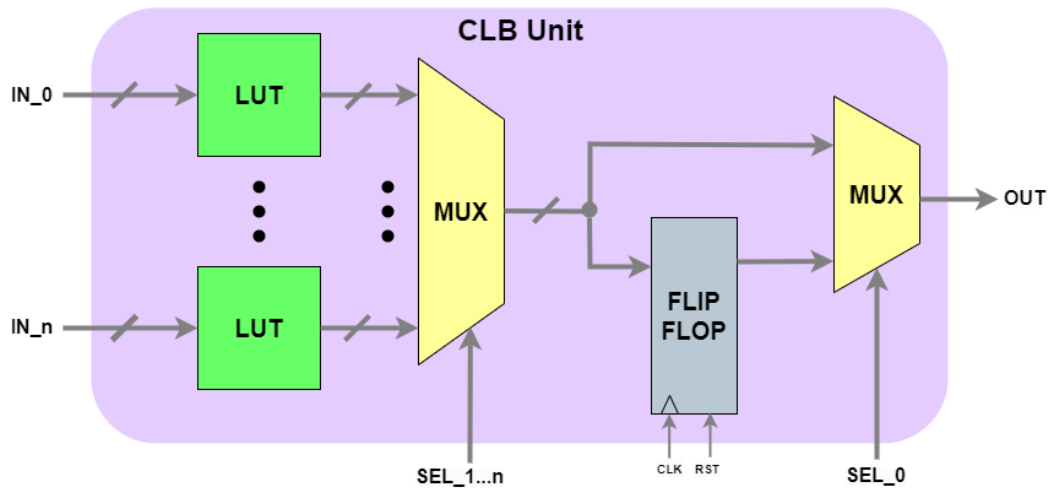 CLB Unit
IN_0
LUT
MUX
MUX
OUT
IN_n
LUT
FLIP
FLOP
SEL_1...n
CLK
RST
SEL_0